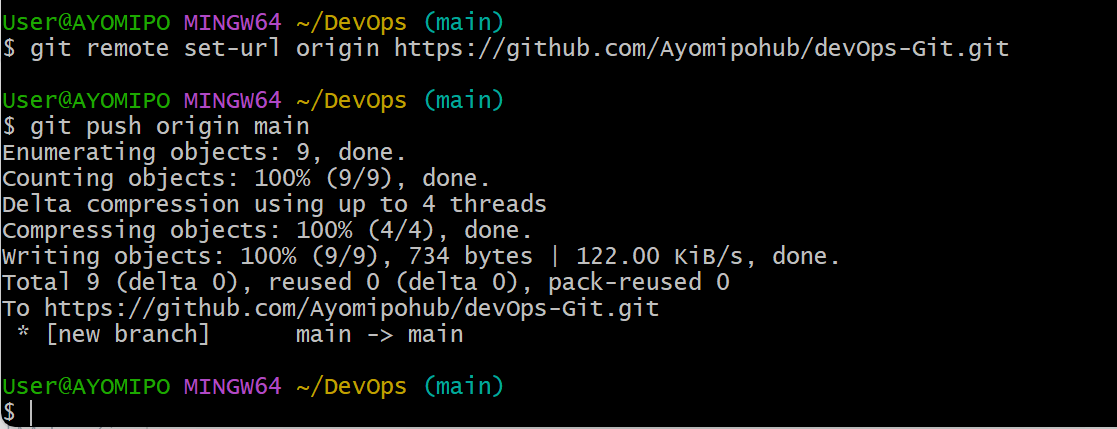 User@AYOMIPO MINGW64 ~/DevOps (main)
$ git remote set-url origin https://github.com/Ayomipohub/devOps-Git.git
User@AYOMIPO MINGW64 ~/DevOps (main)
$ git push origin main
Enumerating objects: 9, done.
Counting objects: 100% (9/9), done.
Delta compression using up to 4 threads
Compressing objects: 100% (4/4), done.
Writing objects: 100% (9/9), 734 bytes | 122.00 KiB/s, done.
Total 9 (delta 0), reused 0 (delta 0), pack-reused 0
To https://github.com/Ayomipohub/devOps-Git.git
 * [new branch]      main -> main
User@AYOMIPO MINGW64 ~/DevOps (main)
$